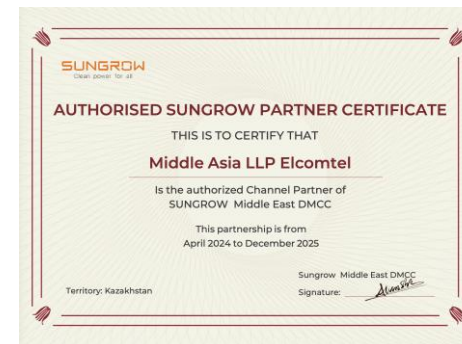 SUNGROW
Clean power for all
AUTHORISED SUNGROW PARTNER CERTIFICATE
THIS IS TO CERTIFY THAT
Middle Asia LLP Elcomtel
Is the authorized Channel Partner of
SUNGROW Middle East DMCC
This partnership is from
April 2024 to December 2025
Sungrow Middle East DMCC
Territory: Kazakhstan
Signature: